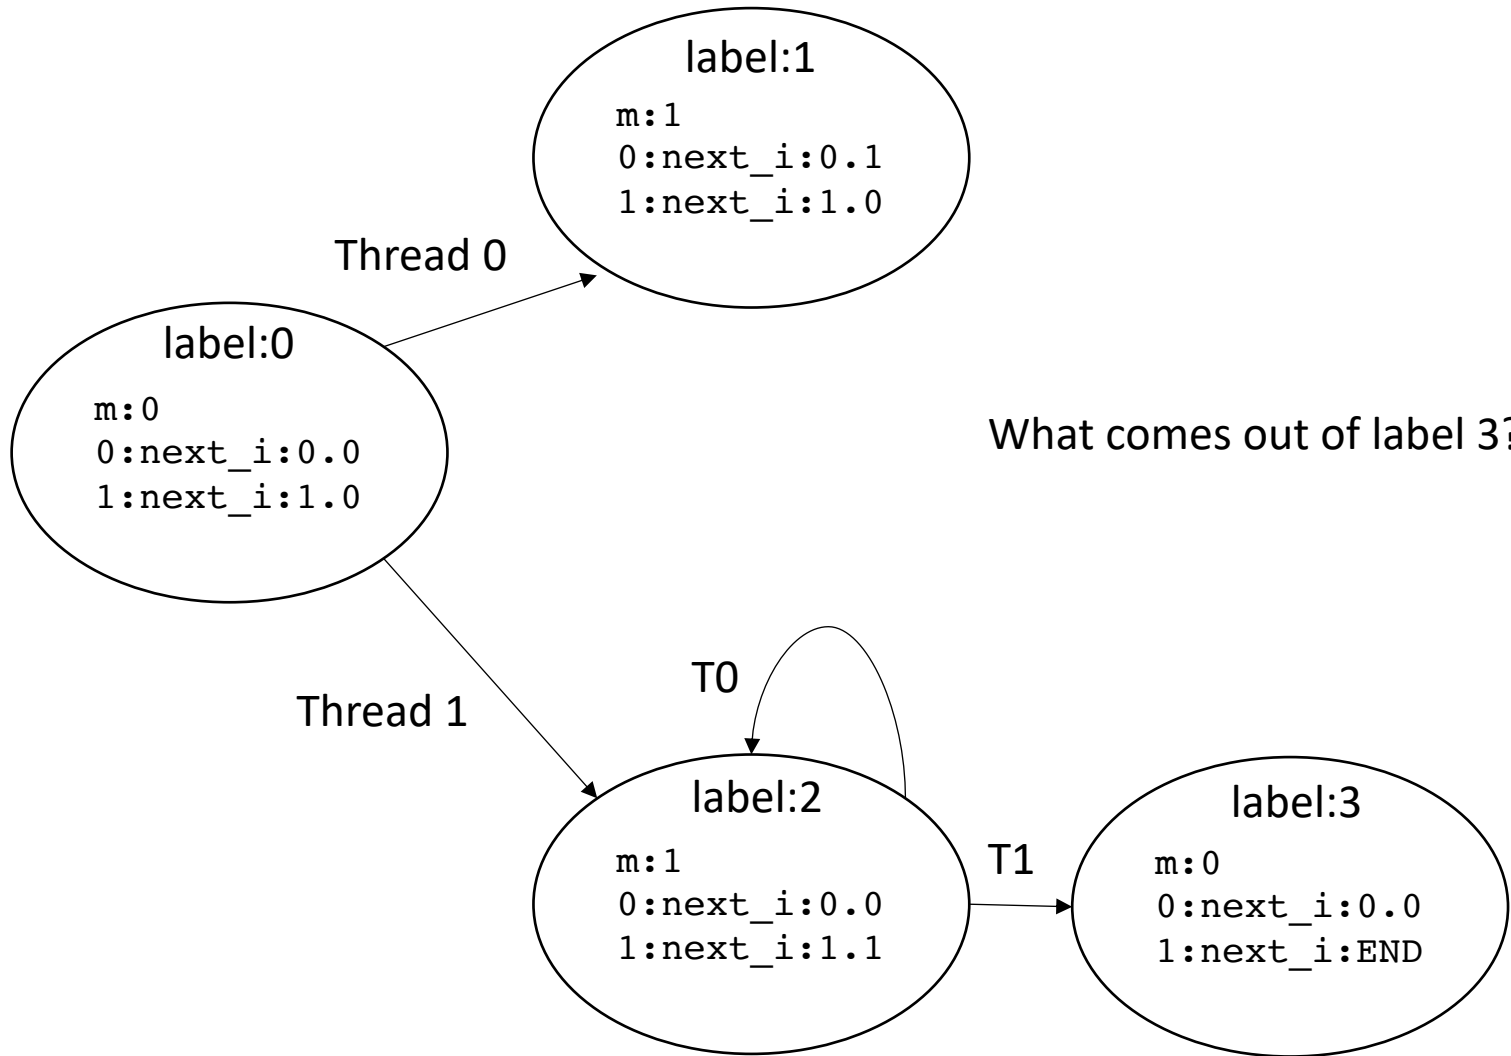 label:1
m:1
0:next_i:0.1
1:next_i:1.0
Thread 0
label:0
m:0
0:next_i:0.0
1:next_i:1.0
What comes out of label 3?
T0
Thread 1
label:2
m:1
0:next_i:0.0
1:next_i:1.1
T1
label:3
m:0
0:next_i:0.0
1:next_i:END